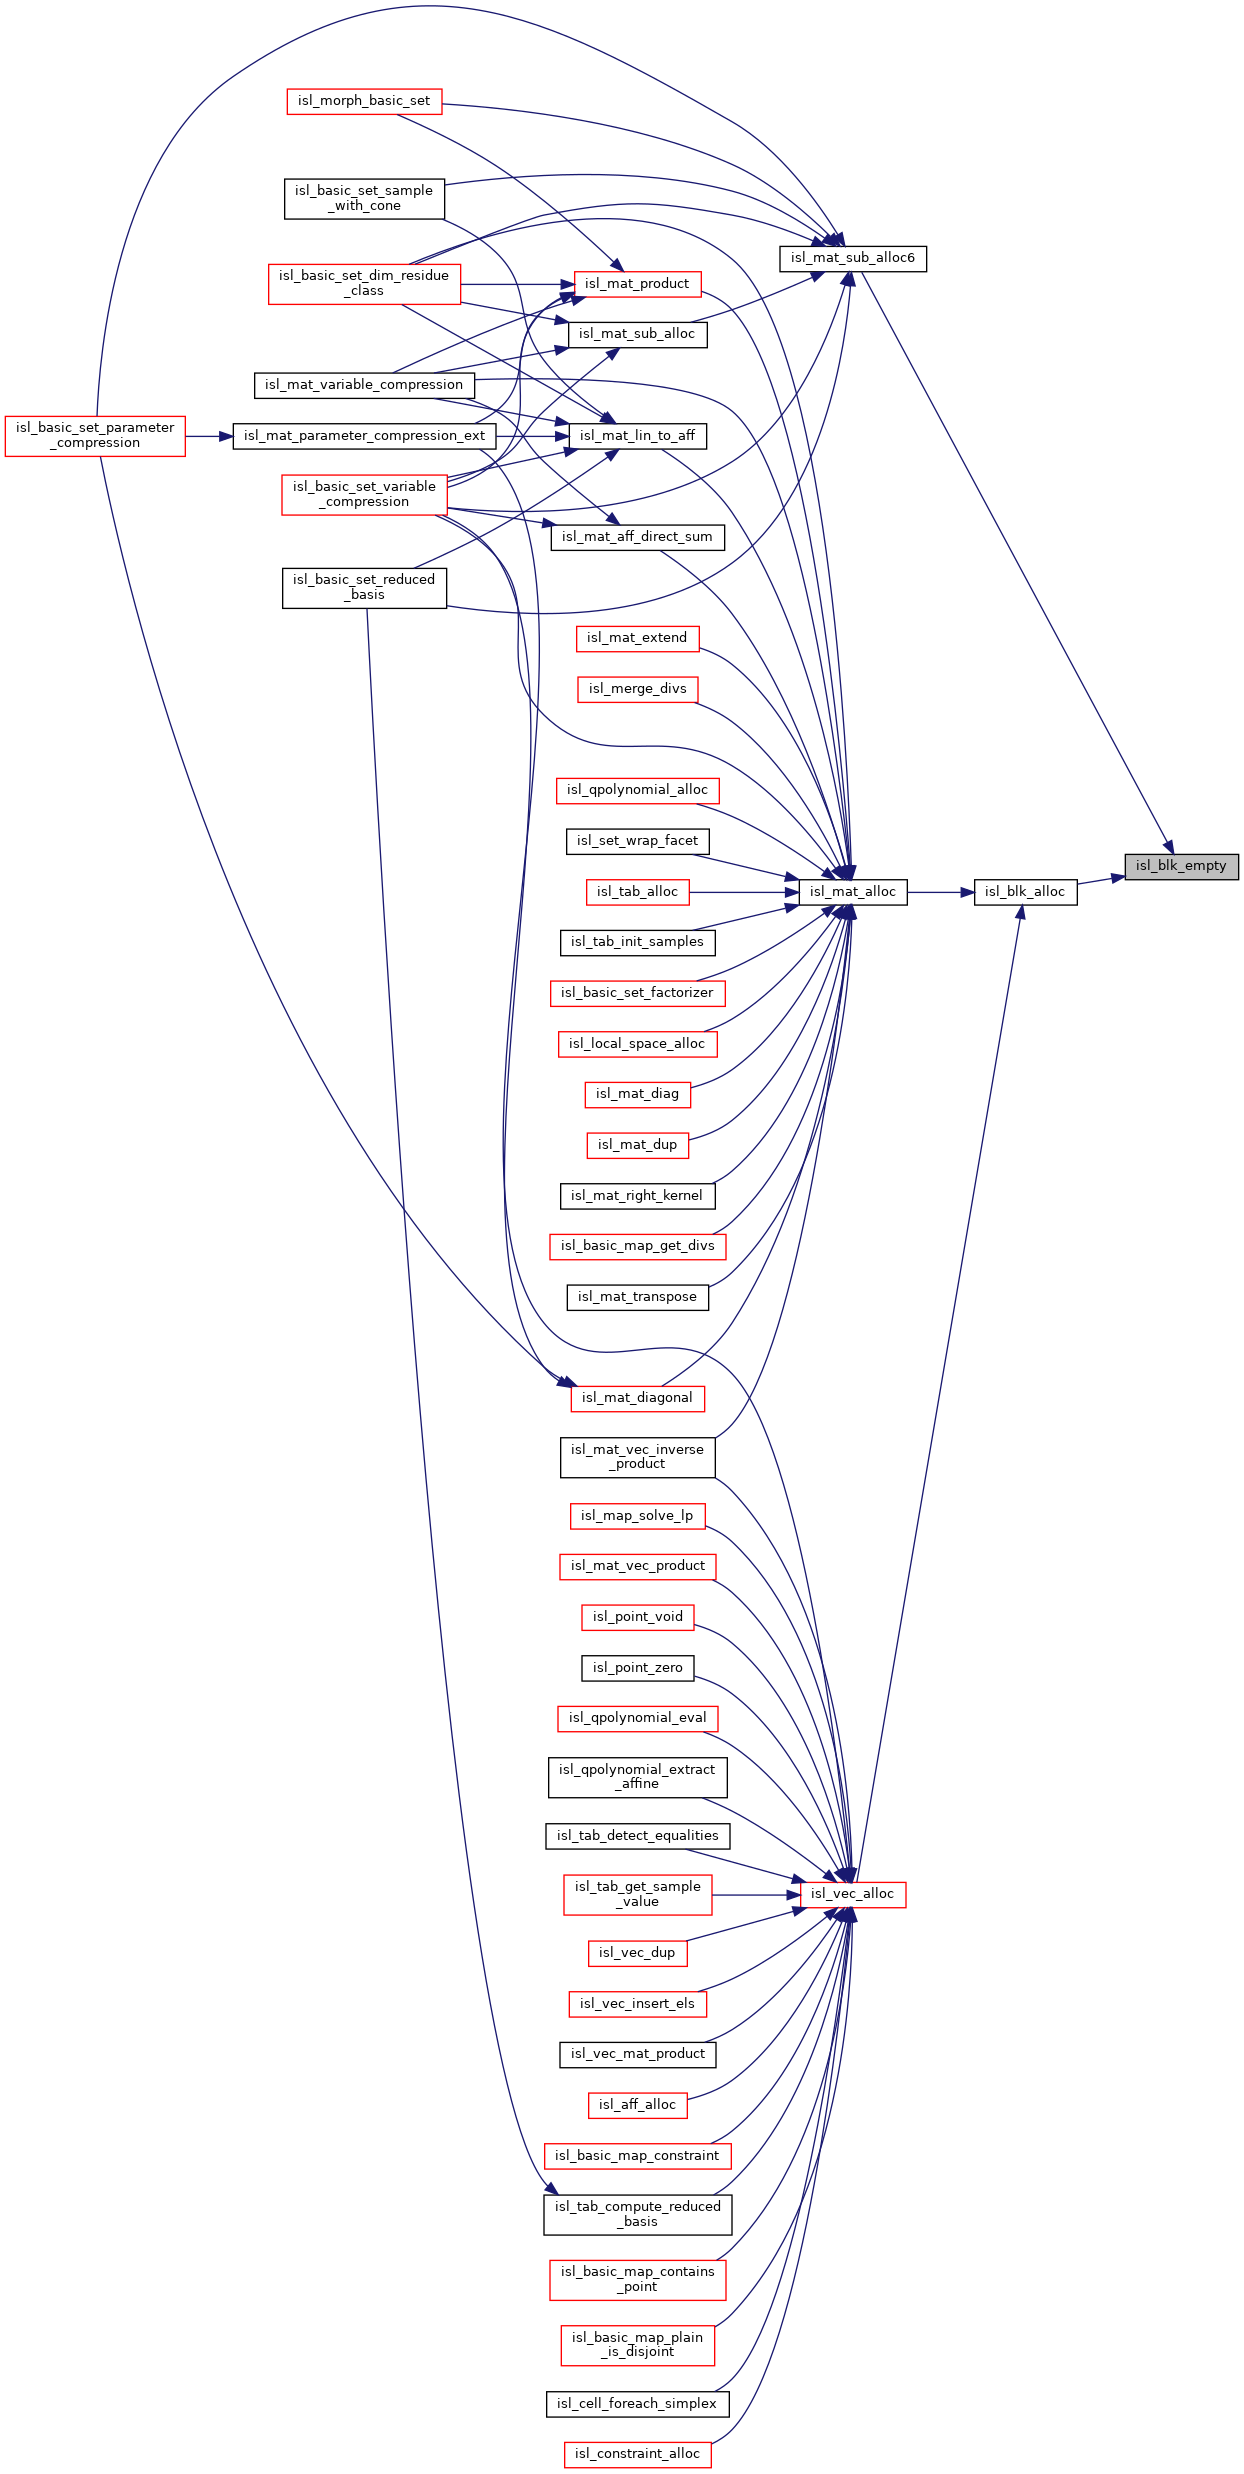 isl_morph_basic_set
isl_basic_set_sample
_with_cone
isl_mat_sub_alloc6
isl_basic_set_dim_residue
_class
isl_mat_product
isl_mat_sub_alloc
isl_mat_variable_compression
isl_basic_set_parameter
_compression
isl_mat_parameter_compression_ext
isl_mat_lin_to_aff
isl_basic_set_variable
_compression
isl_mat_aff_direct_sum
isl_basic_set_reduced
_basis
isl_mat_extend
isl_merge_divs
isl_qpolynomial_alloc
isl_set_wrap_facet
isl_blk_empty
isl_tab_alloc
isl_mat_alloc
isl_blk_alloc
isl_tab_init_samples
isl_basic_set_factorizer
isl_local_space_alloc
isl_mat_diag
isl_mat_dup
isl_mat_right_kernel
isl_basic_map_get_divs
isl_mat_transpose
isl_mat_diagonal
isl_mat_vec_inverse
_product
isl_map_solve_lp
isl_mat_vec_product
isl_point_void
isl_point_zero
isl_qpolynomial_eval
isl_qpolynomial_extract
_affine
isl_tab_detect_equalities
isl_tab_get_sample
_value
isl_vec_alloc
isl_vec_dup
isl_vec_insert_els
isl_vec_mat_product
isl_aff_alloc
isl_basic_map_constraint
isl_tab_compute_reduced
_basis
isl_basic_map_contains
_point
isl_basic_map_plain
_is_disjoint
isl_cell_foreach_simplex
isl_constraint_alloc